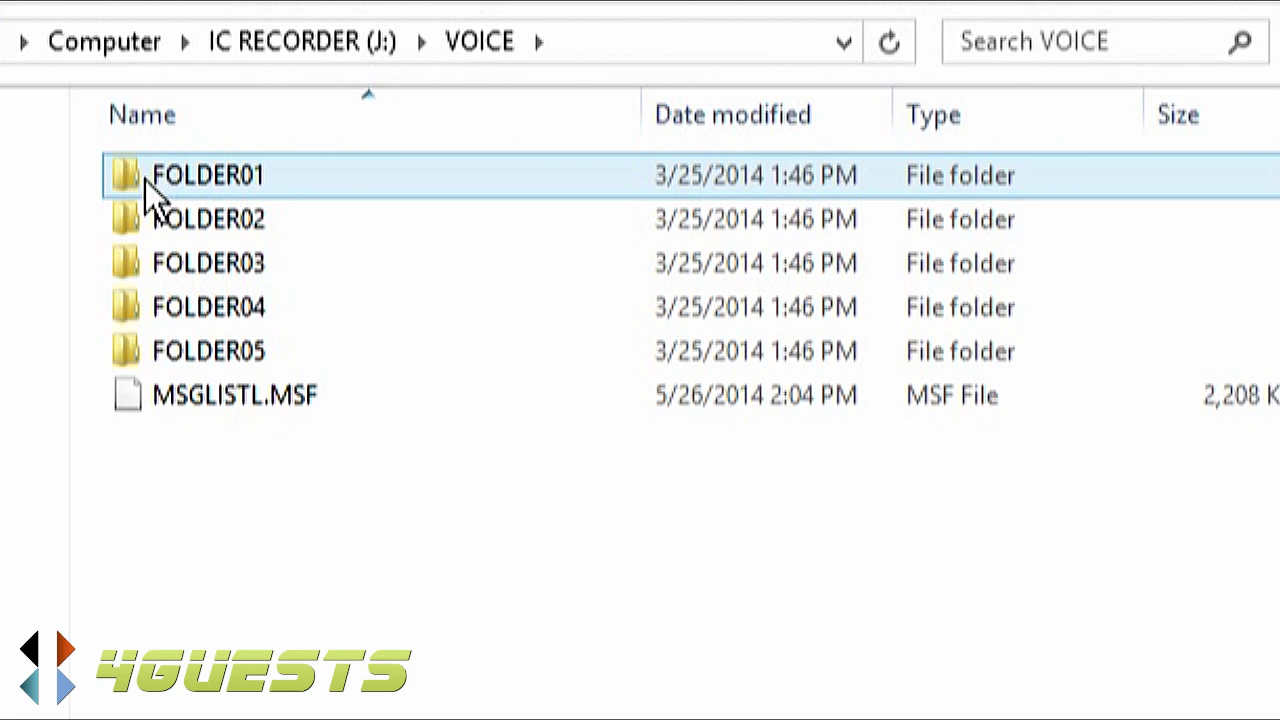 Computer IC RECORDER (J:) VOICE Search VOICE
Name Date modified Type Size
FOLDER01 3/25/2014 1:46 PM File folder
FOLDER02 3/25/2014 1:46 PM File folder
FOLDER03 3/25/2014 1:46 PM File folder
FOLDER04 3/25/2014 1:46 PM File folder
FOLDER05 3/25/2014 1:46 PM File folder
MSGLISTL.MSF 5/26/2014 2:04 PM MSF File 2,208 K
4GUESTS